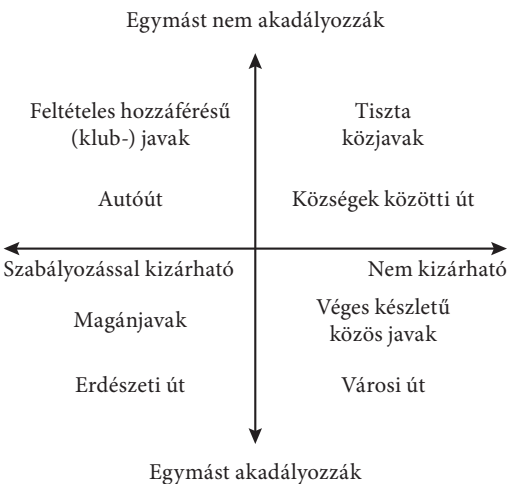 Egymást nem akadályozzák
Feltételes hozzáférésű
(klub-) javak
Tiszta
közjavak
Autóút
Községek közötti út
Szabályozással kizárható
Nem kizárható
Magánjavak
Véges készletű
közös javak
Erdészeti út
Városi út
Egymást akadályozzák